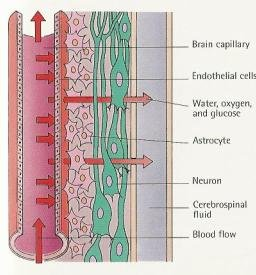 Brain capillary
Endothelial cells
Water, oxygen,
and glucose
Astrocyte
Neuron
Cerebrospinal
fluid
Blood flow